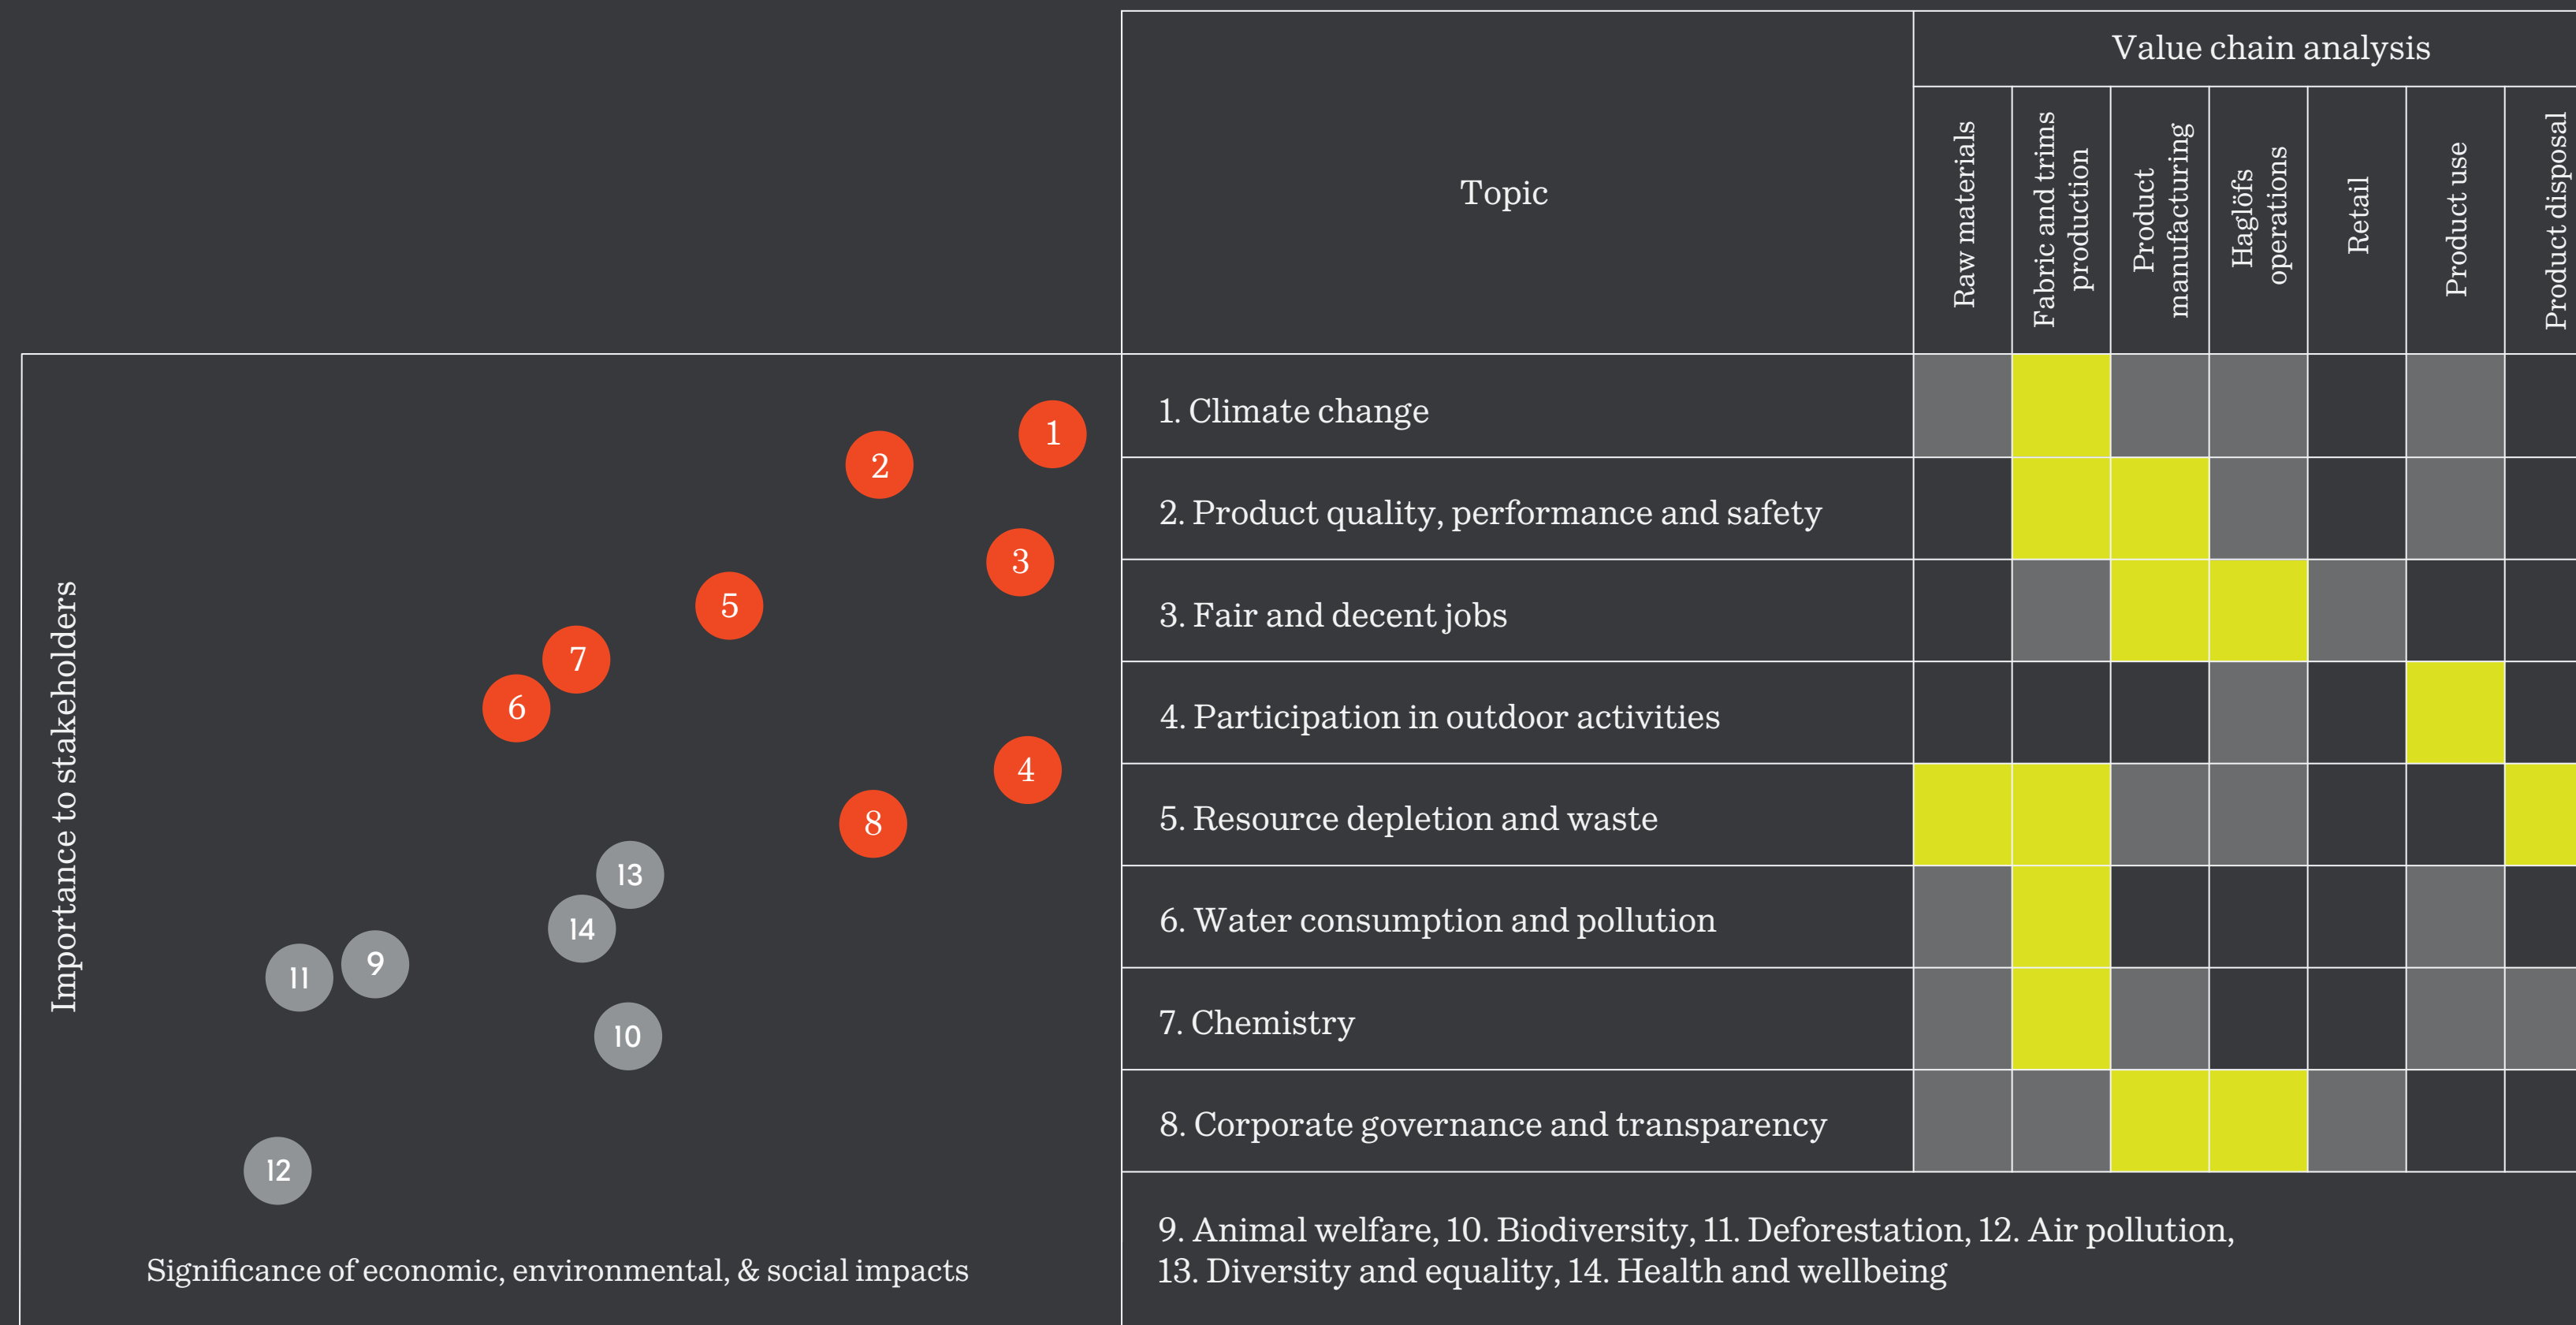 Value chain analysis
Topic
Raw materials
Fabric and trims
production
Product
manufacturing
Haglöfs
operations
Retail
Product use
Product disposal
Importance to stakeholders
1
2
3
5
7
6
4
8
13
14
9
11
10
12
Significance of economic, environmental, & social impacts
1. Climate change
2. Product quality, performance and safety
3. Fair and decent jobs
4. Participation in outdoor activities
5. Resource depletion and waste
6. Water consumption and pollution
7. Chemistry
8. Corporate governance and transparency
9. Animal welfare, 10. Biodiversity, 11. Deforestation, 12. Air pollution,
13. Diversity and equality, 14. Health and wellbeing